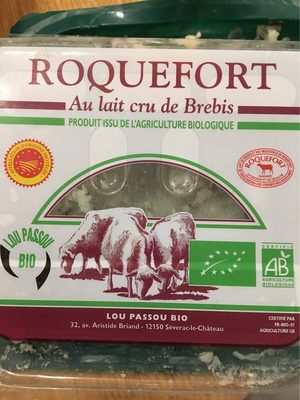 ROQUEFORT
Au lait cru de Brebis
PRODUIT ISSU DE L'AGRICULTURE BIOLOGIQUE
ROQUEFORT
LOU PASSOU
BIO
CERTIFIÉ
AB
AGRICULTURE
BIOLOGIQUE
LOU PASSOU BIO
32, av. Aristide Briand - 12150 Séverac-le-Château
CERTIFIÉ PAR
FR-BIO-01
AGRICULTURE UE